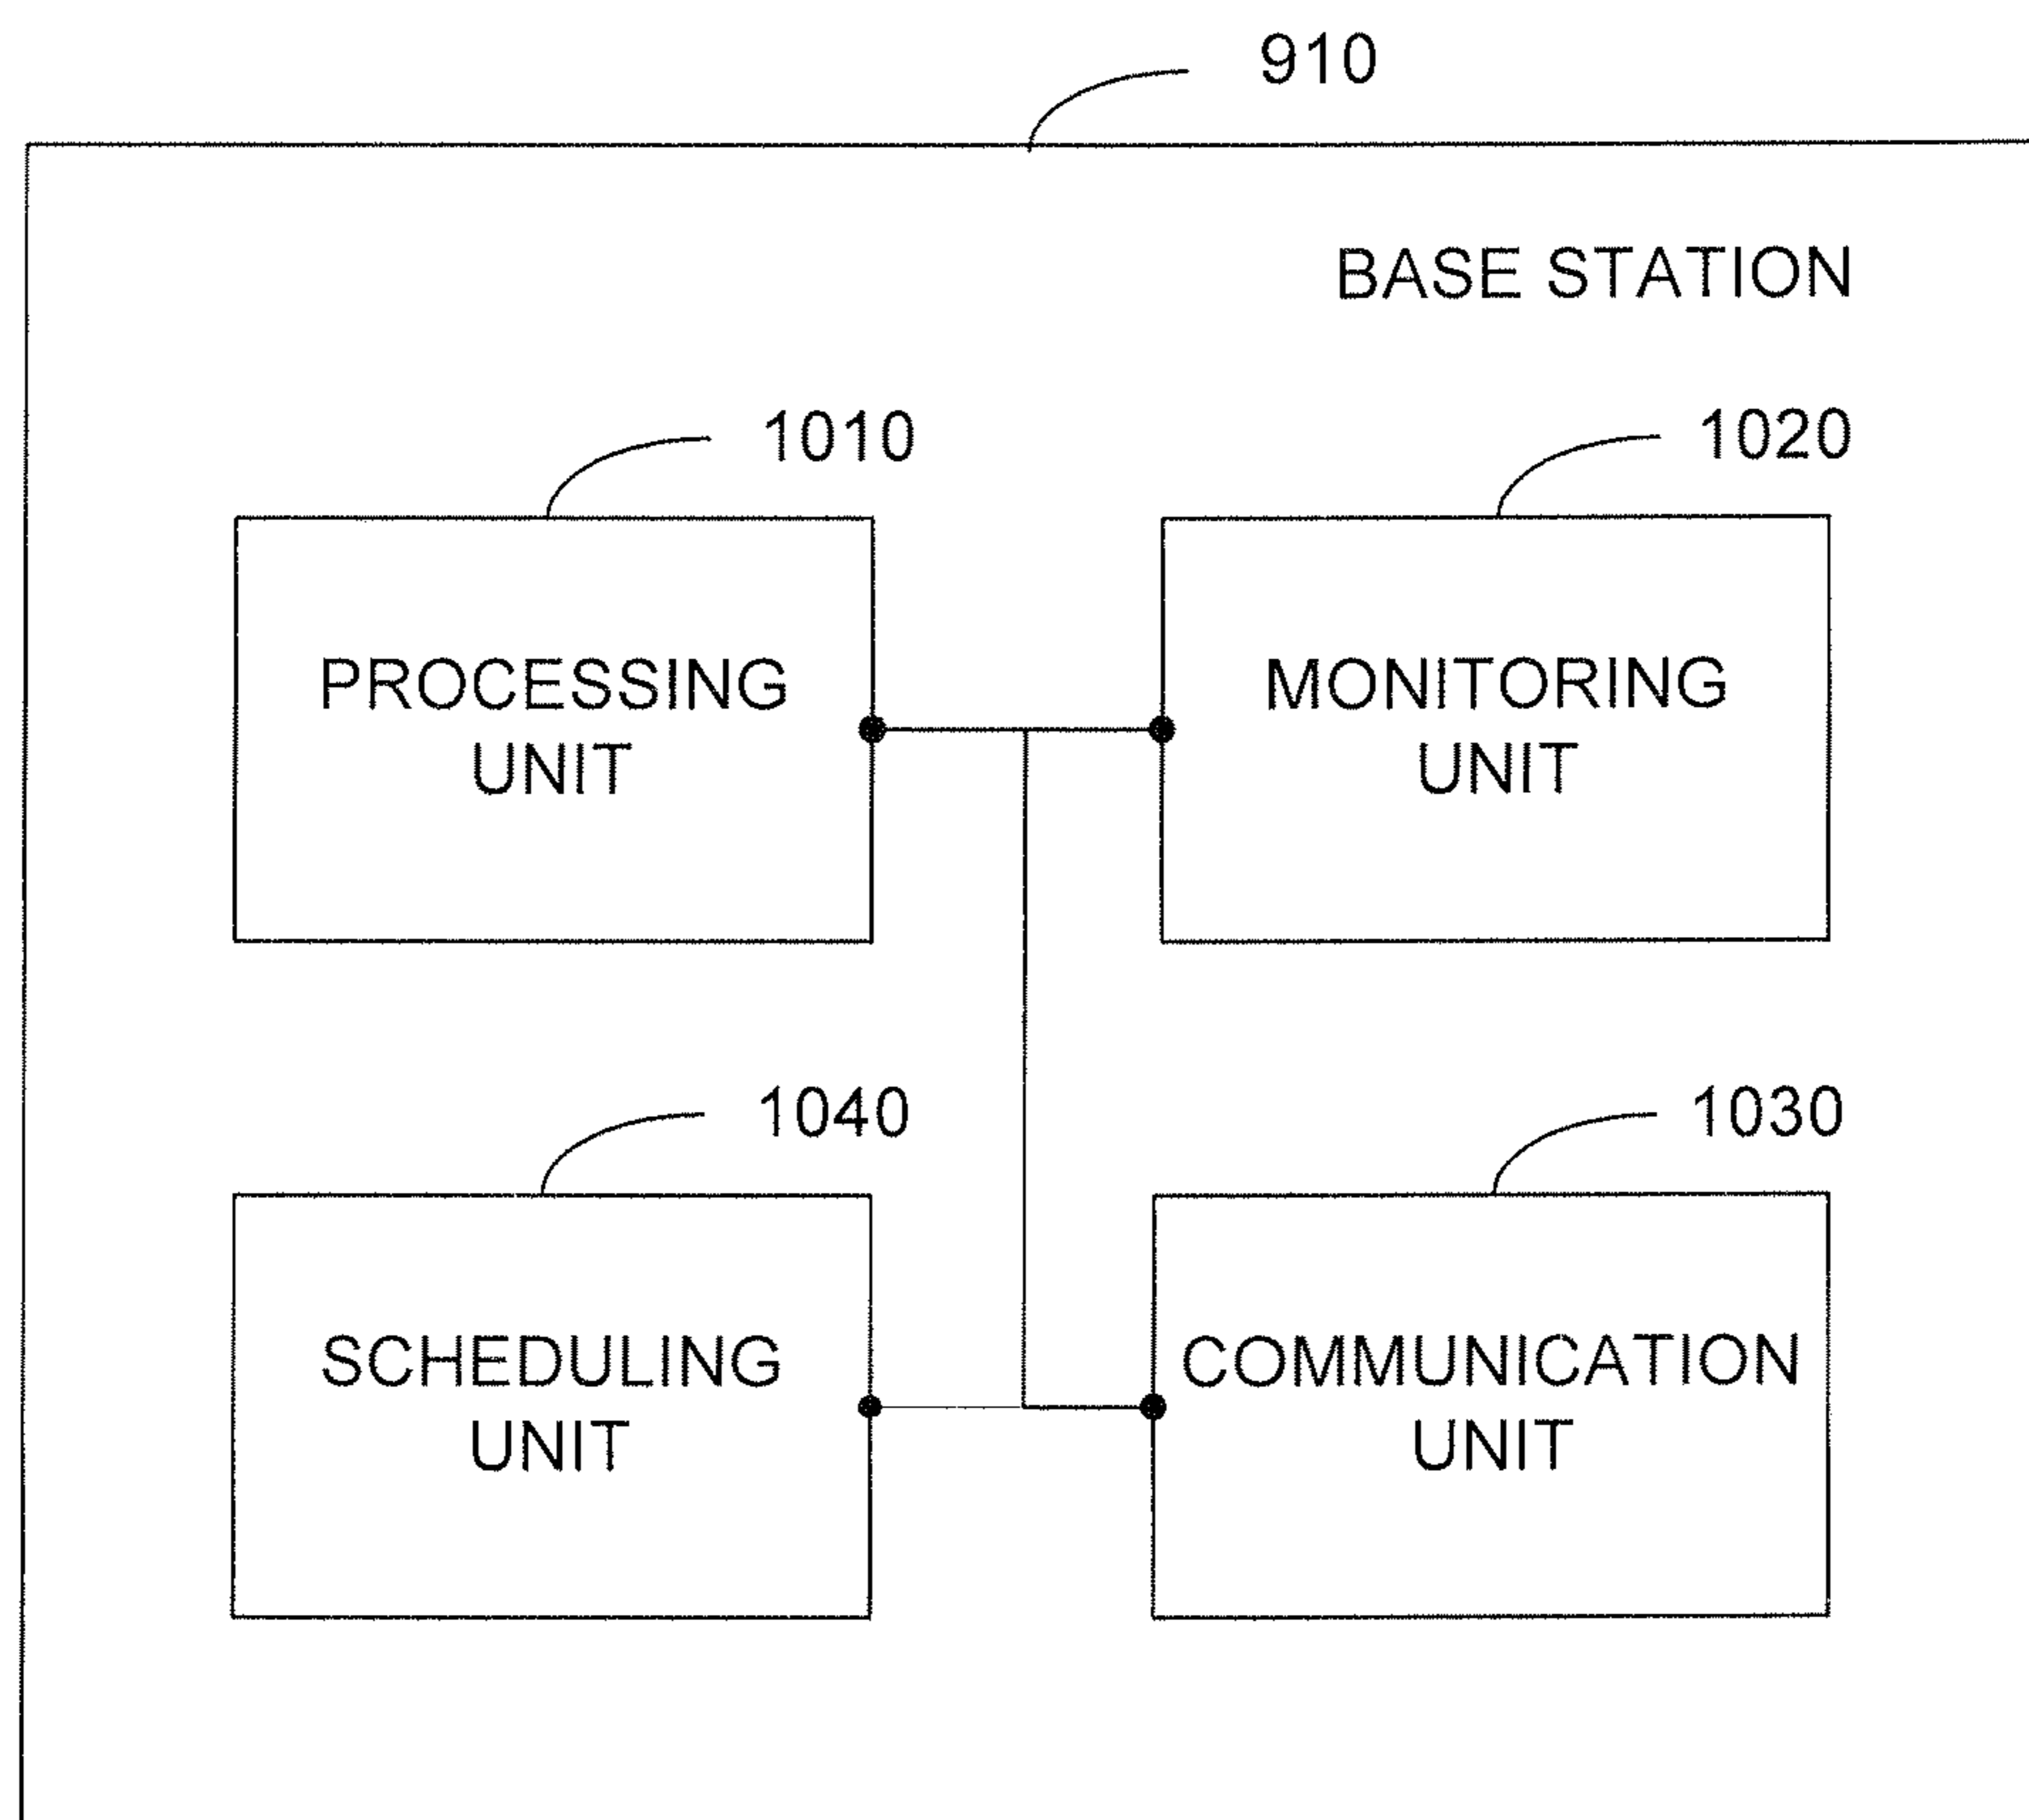 910
BASE STATION
1010
1020
PROCESSING
UNIT
MONITORING
UNIT
1040
1030
SCHEDULING
UNIT
COMMUNICATION
UNIT